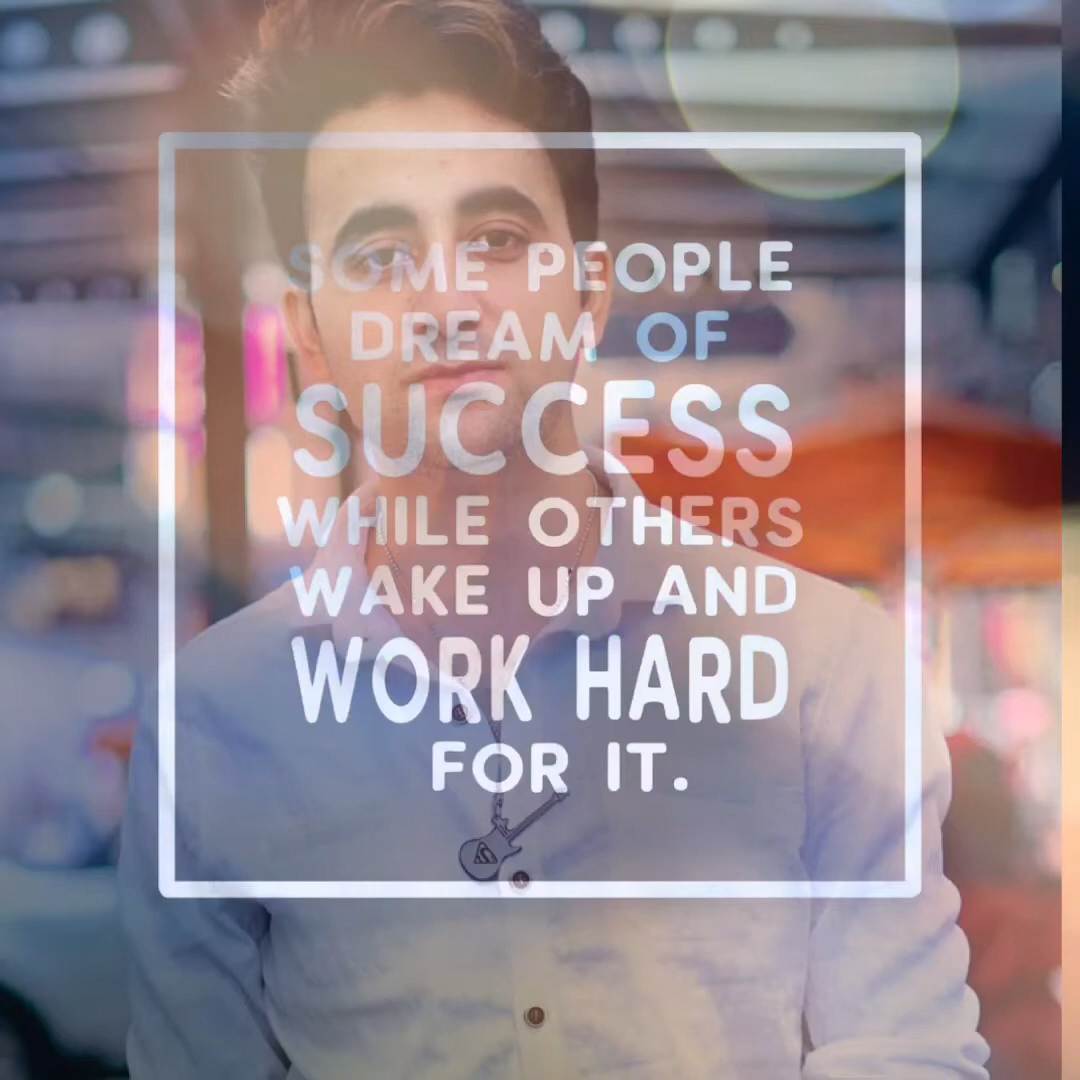 SOME PEOPLE
DREAM OF
SUCCESS
WHILE OTHERS
WAKE UP AND
WORK HARD
FOR IT.